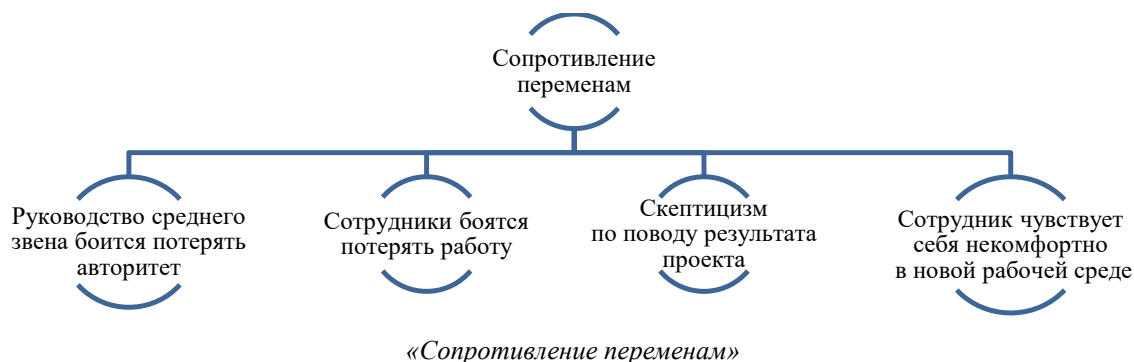 Сопротивление
переменам
Руководство среднего
звена боится потерять
авторитет
Сотрудники боятся
потерять работу
Скептицизм
по поводу результата
проекта
Сотрудник чувствует
себя некомфортно
в новой рабочей среде
«Сопротивление переменам»